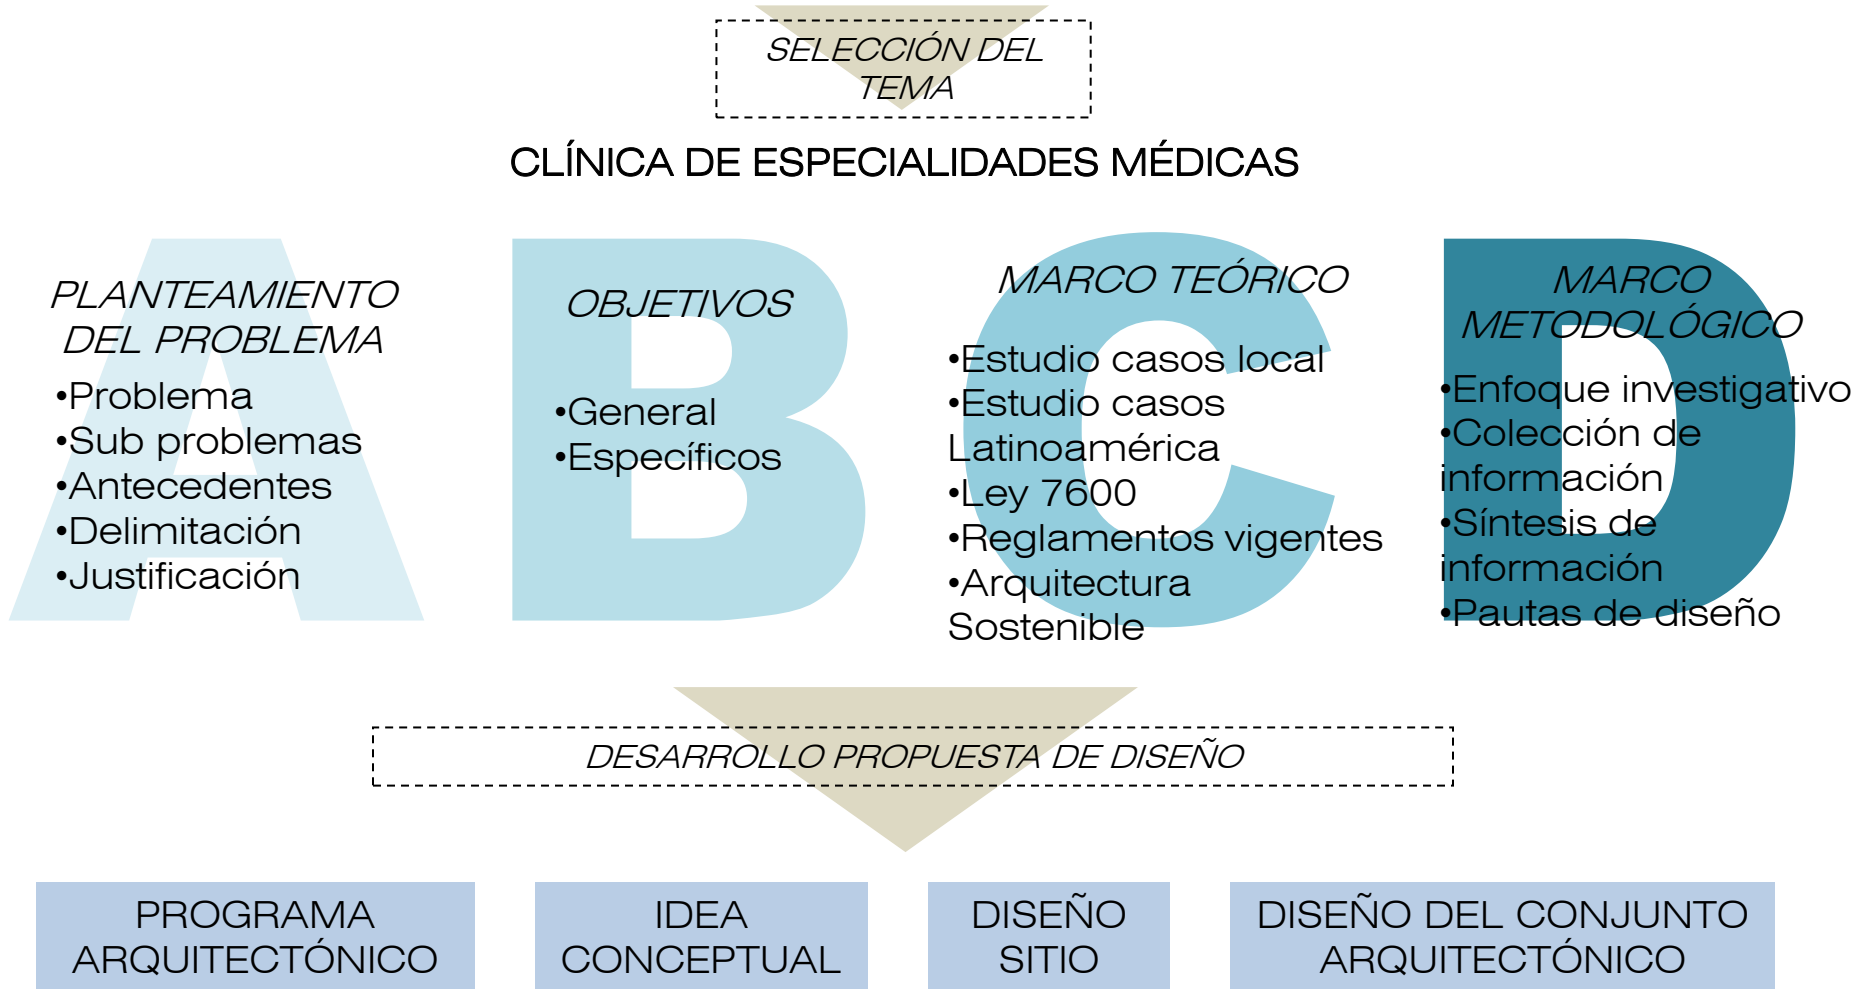 SELECCIÓN DEL
TEMA
CLÍNICA DE ESPECIALIDADES MÉDICAS
A
PLANTEAMIENTO
DEL PROBLEMA
•Problema
•Sub problemas
•Antecedentes
•Delimitación
•Justificación
B
OBJETIVOS
•General
•Específicos
C
MARCO TEÓRICO
•Estudio casos local
•Estudio casos
Latinoamérica
•Ley 7600
•Reglamentos vigentes
•Arquitectura
Sostenible
D
MARCO
METODOLÓGICO
•Enfoque investigativo
•Colección de
información
•Síntesis de
información
•Pautas de diseño
DESARROLLO PROPUESTA DE DISEÑO
PROGRAMA
ARQUITECTÓNICO
IDEA
CONCEPTUAL
DISEÑO
SITIO
DISEÑO DEL CONJUNTO
ARQUITECTÓNICO